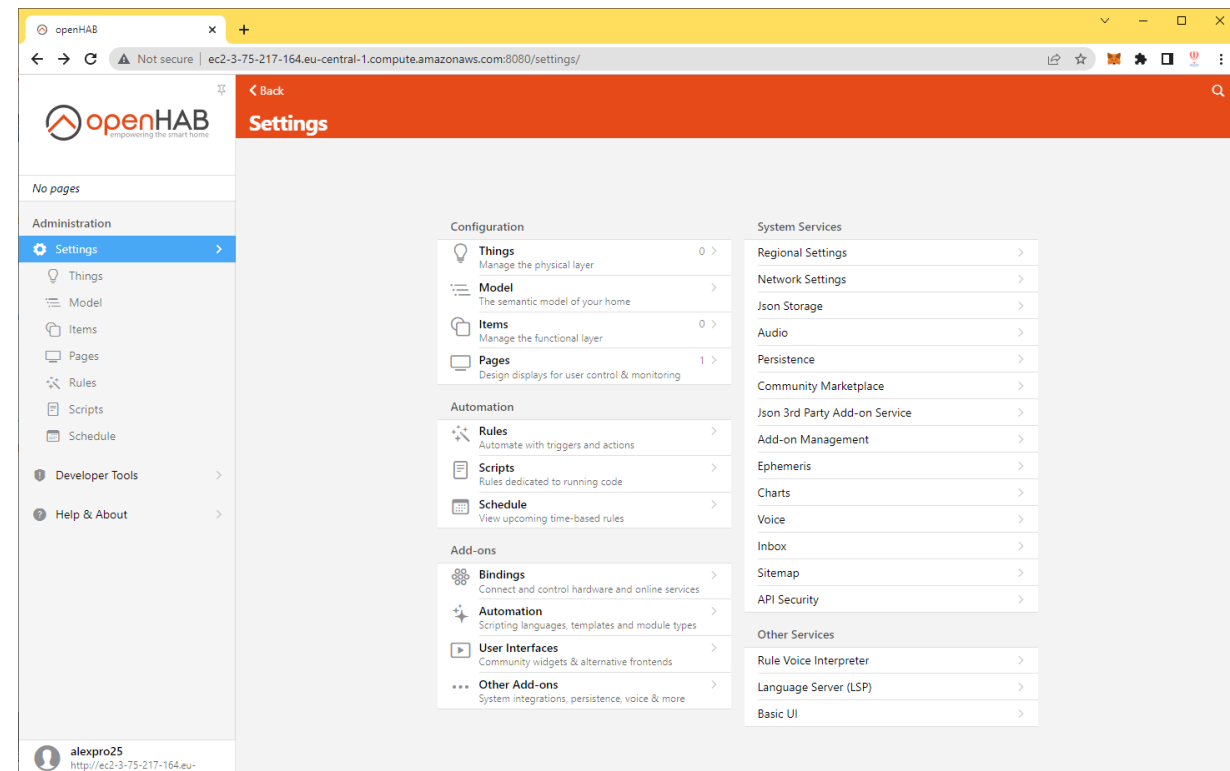 openHAB
Not secure
ec2-3-75-217-164.eu-central-1.compute.amazonaws.com:8080/settings/
openHAB
empowering the smart home
No pages
Administration
Settings
Things
Model
Items
Pages
Rules
Scripts
Schedule
Developer Tools
Help & About
alexpro25
http://ec2-3-75-217-164.eu-
Back
Settings
Configuration
Things 0
Manage the physical layer
Model
The semantic model of your home
Items 0
Manage the functional layer
Pages 1
Design displays for user control & monitoring
Automation
Rules
Automate with triggers and actions
Scripts
Rules dedicated to running code
Schedule
View upcoming time-based rules
Add-ons
Bindings
Connect and control hardware and online services
Automation
Scripting languages, templates and module types
User Interfaces
Community widgets & alternative frontends
Other Add-ons
System integrations, persistence, voice & more
System Services
Regional Settings
Network Settings
Json Storage
Audio
Persistence
Community Marketplace
Json 3rd Party Add-on Service
Add-on Management
Ephemeris
Charts
Voice
Inbox
Sitemap
API Security
Other Services
Rule Voice Interpreter
Language Server (LSP)
Basic UI